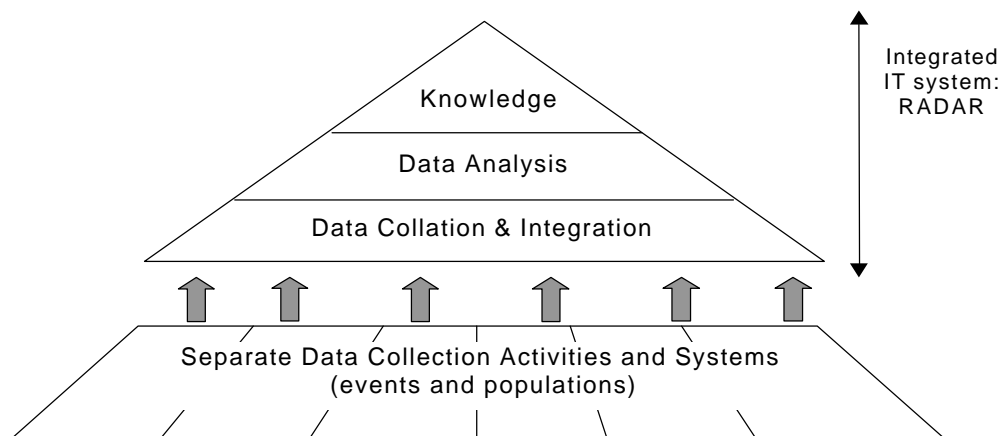 Integrated
IT system:
RADAR
Knowledge
Data Analysis
Data Collation & Integration
Separate Data Collection Activities and Systems
(events and populations)